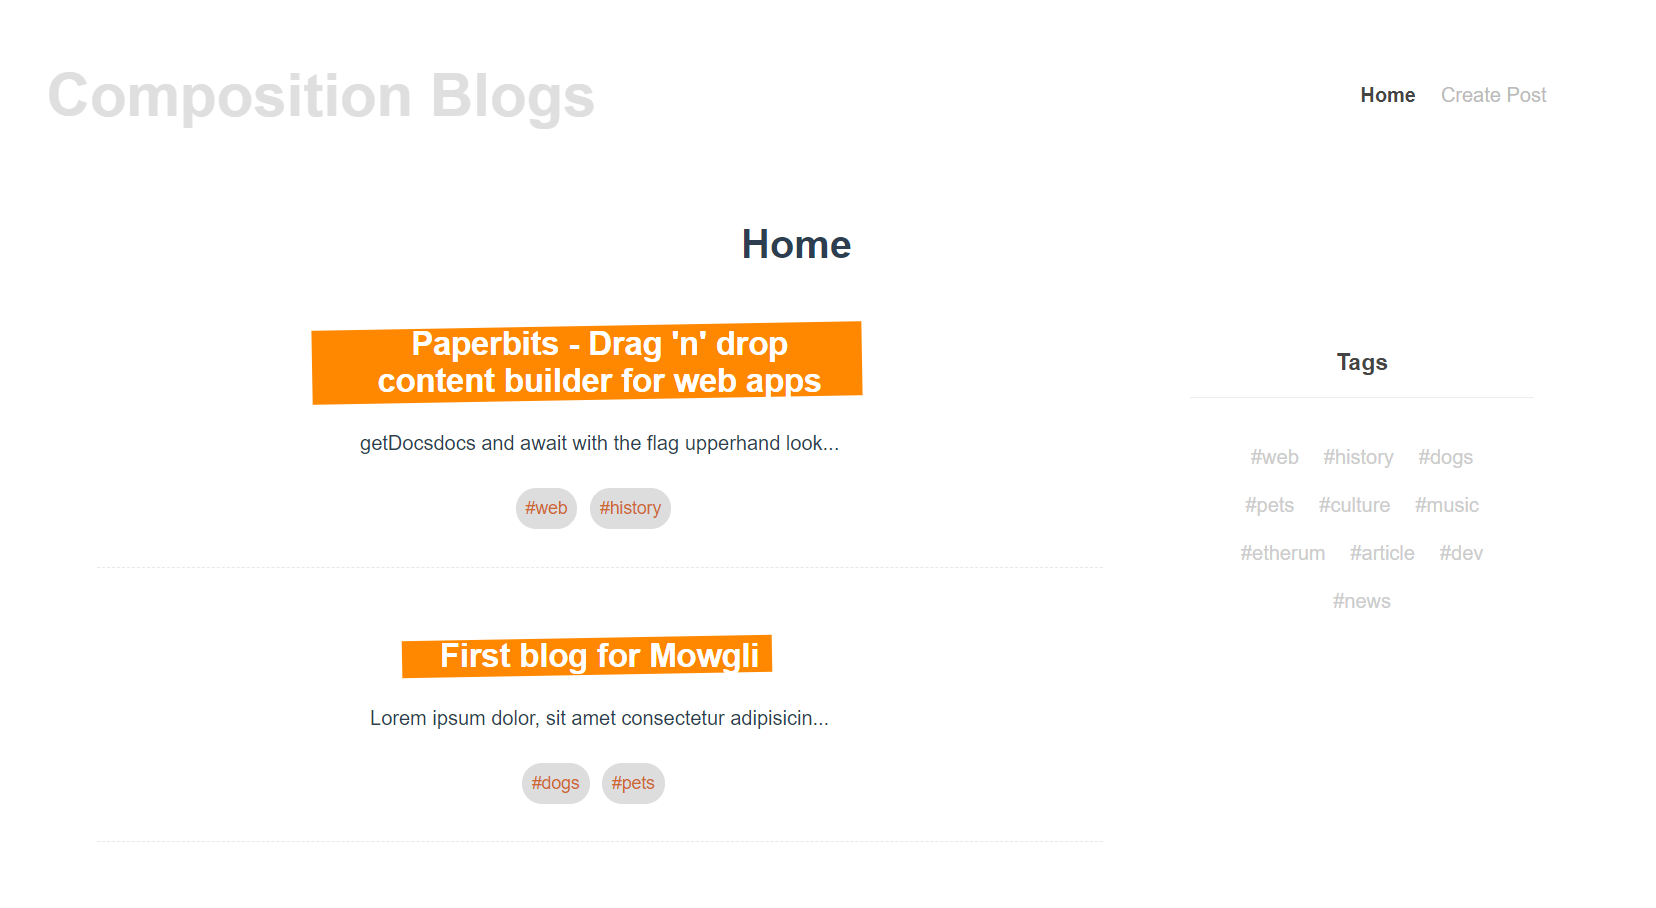 Composition Blogs
Home Create Post
Home
Paperbits - Drag 'n' drop
content builder for web apps
getDocsdocs and await with the flag upperhand look...
#web #history
First blog for Mowgli
Lorem ipsum dolor, sit amet consectetur adipisicin...
#dogs #pets
Tags
#web #history #dogs
#pets #culture #music
#etherum #article #dev
#news